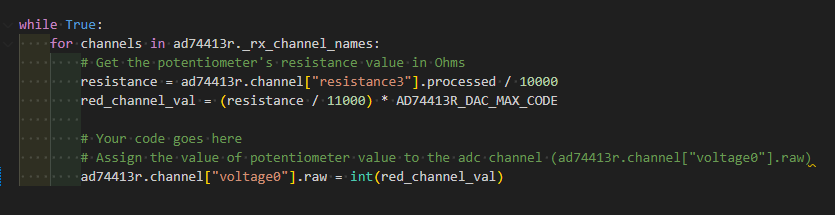 while True:
for channels in ad74413r._rx_channel_names:
# Get the potentiometer's resistance value in Ohms
resistance = ad74413r.channel["resistance3"].processed / 10000
red_channel_val = (resistance / 11000) * AD74413R_DAC_MAX_CODE
# Your code goes here
# Assign the value of potentiometer value to the adc channel (ad74413r.channel["voltage0"].raw)
ad74413r.channel["voltage0"].raw = int(red_channel_val)